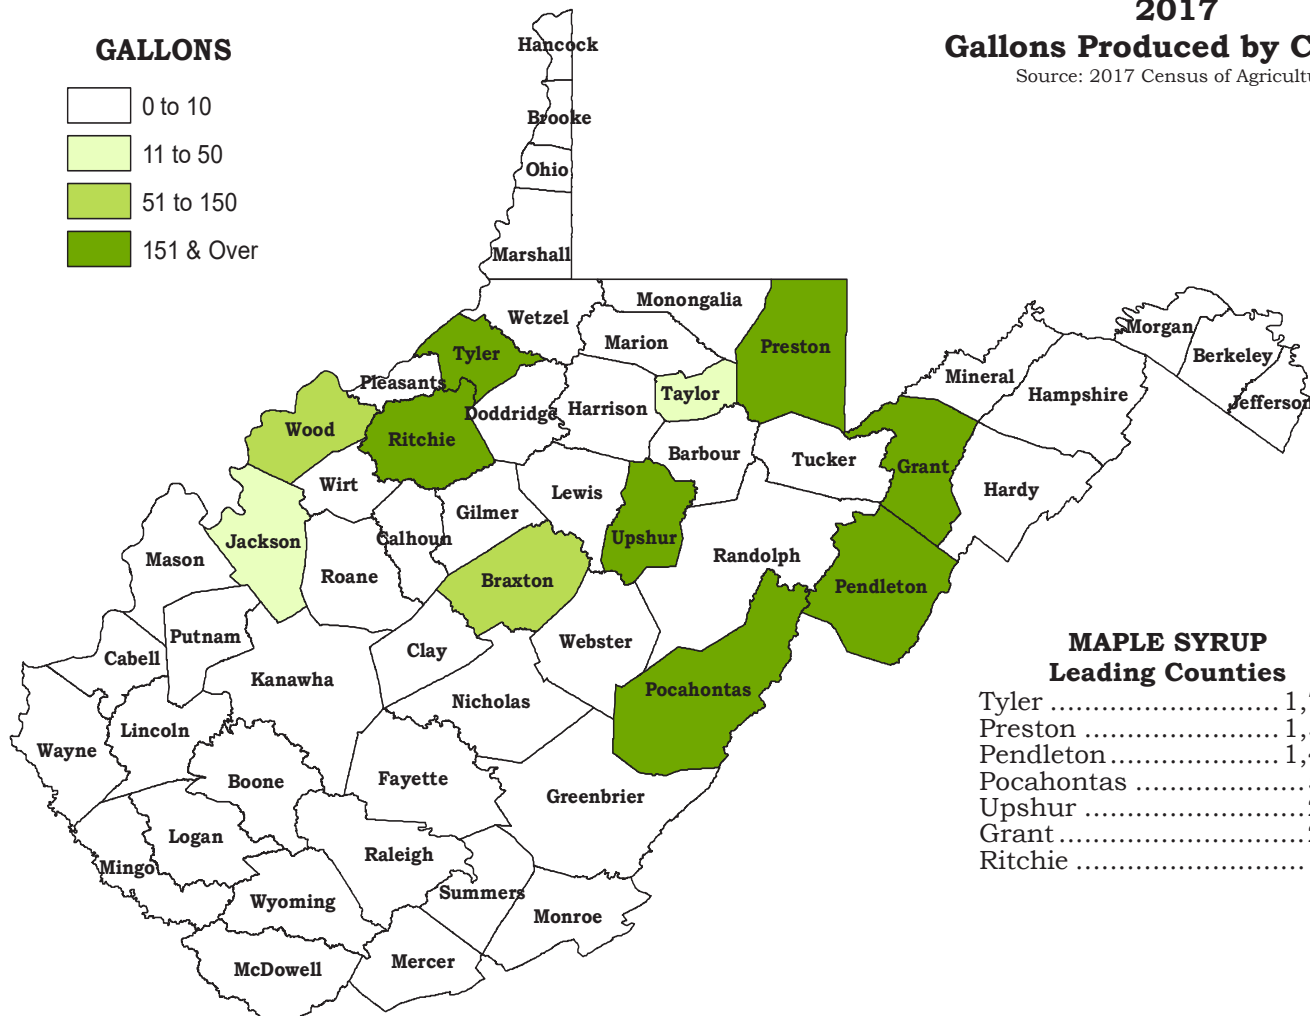 2017
Gallons Produced by C
Source: 2017 Census of Agricultu
GALLONS
0 to 10
11 to 50
51 to 150
151 & Over
Hancock
Brooke
Ohio
Marshall
Wetzel
Monongalia
Marion
Preston
Tyler
Pleasants
Doddridge
Harrison
Taylor
Mineral
Hampshire
Morgan
Berkeley
Jefferson
Wood
Ritchie
Wirt
Gilmer
Lewis
Barbour
Tucker
Grant
Hardy
Jackson
Calhoun
Upshur
Randolph
Mason
Roane
Braxton
Pendleton
Putnam
Cabell
Kanawha
Clay
Webster
Nicholas
Pocahontas
Wayne
Lincoln
Boone
Fayette
Greenbrier
Logan
Mingo
Raleigh
Wyoming
Summers
Monroe
McDowell
Mercer
MAPLE SYRUP
Leading Counties
Tyler ........................... 1,
Preston ....................... 1,
Pendleton.................... 1,
Pocahontas ....................
Upshur ...........................
Grant .............................
Ritchie ...........................